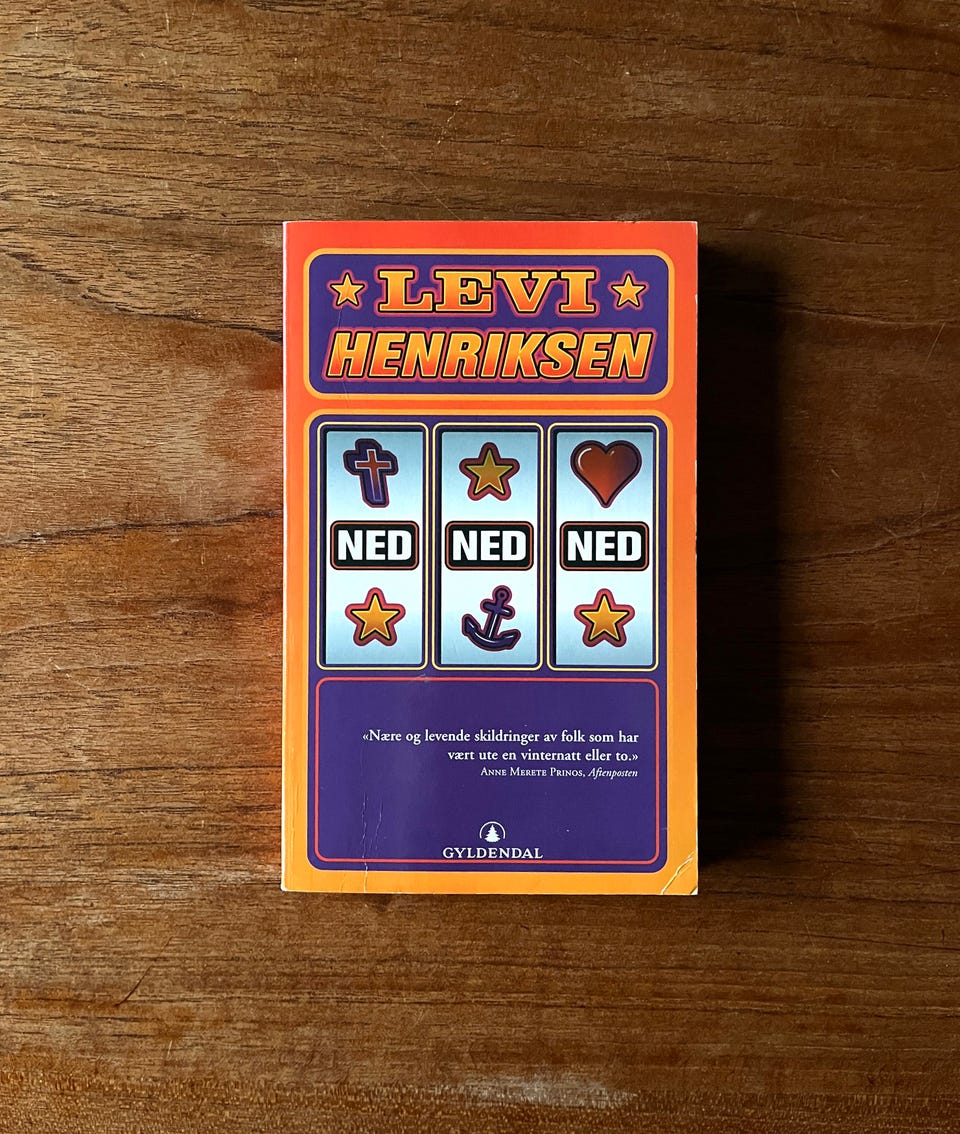 LEVI
HENRIKSEN
NED NED NED
«Nære og levende skildringer av folk som har
vært ute en vinternatt eller to.»
Anne Merete Prinos, Aftenposten
GYLDENDAL